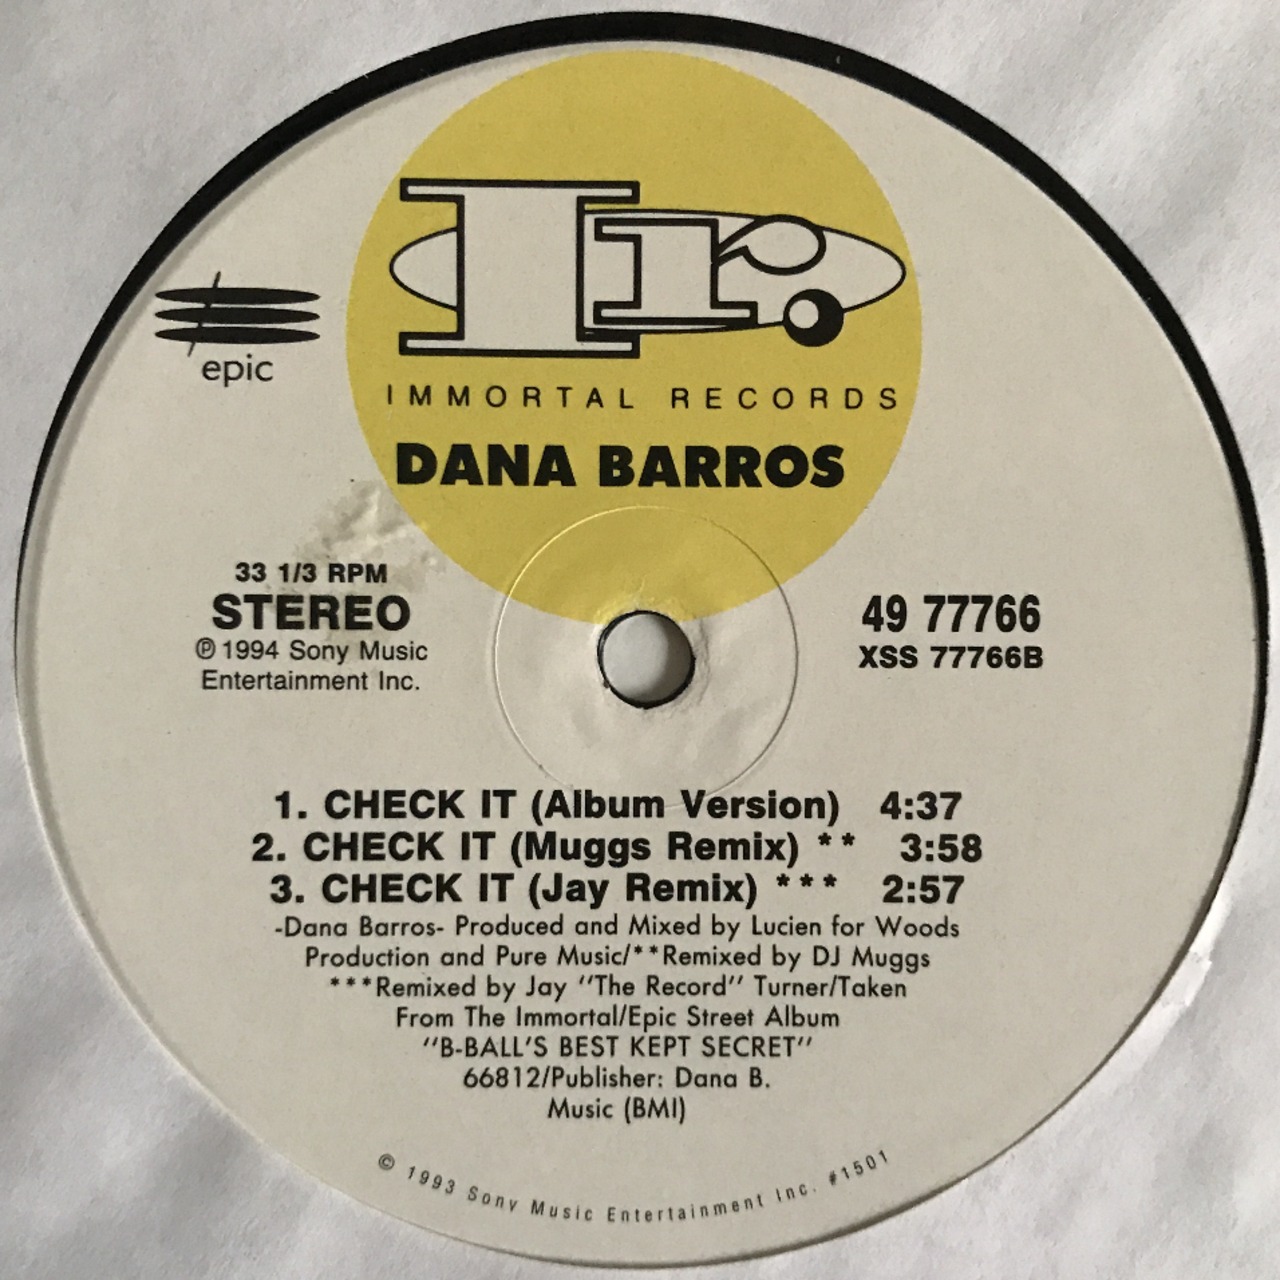 epic
IMMORTAL RECORDS
DANA BARROS
33 1/3 RPM
STEREO
℗ 1994 Sony Music
Entertainment Inc.
49 77766
XSS 77766B
1. CHECK IT (Album Version) 4:37
2. CHECK IT (Muggs Remix) ** 3:58
3. CHECK IT (Jay Remix) *** 2:57
-Dana Barros- Produced and Mixed by Lucien for Woods
Production and Pure Music/**Remixed by DJ Muggs
***Remixed by Jay "The Record" Turner/Taken
From The Immortal/Epic Street Album
"B-BALL'S BEST KEPT SECRET"
66812/Publisher: Dana B.
Music (BMI)
© 1993 Sony Music Entertainment Inc. #1501